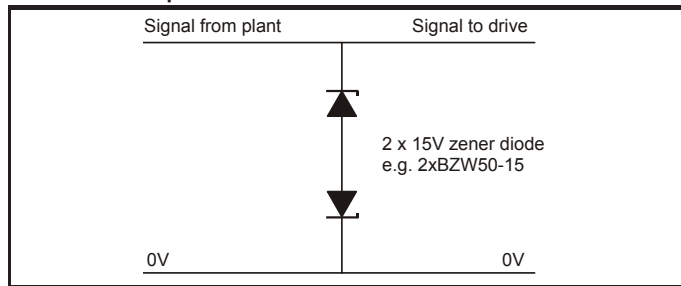 Signal from plant Signal to drive
2 x 15V zener diode
e.g. 2xBZW50-15
0V 0V